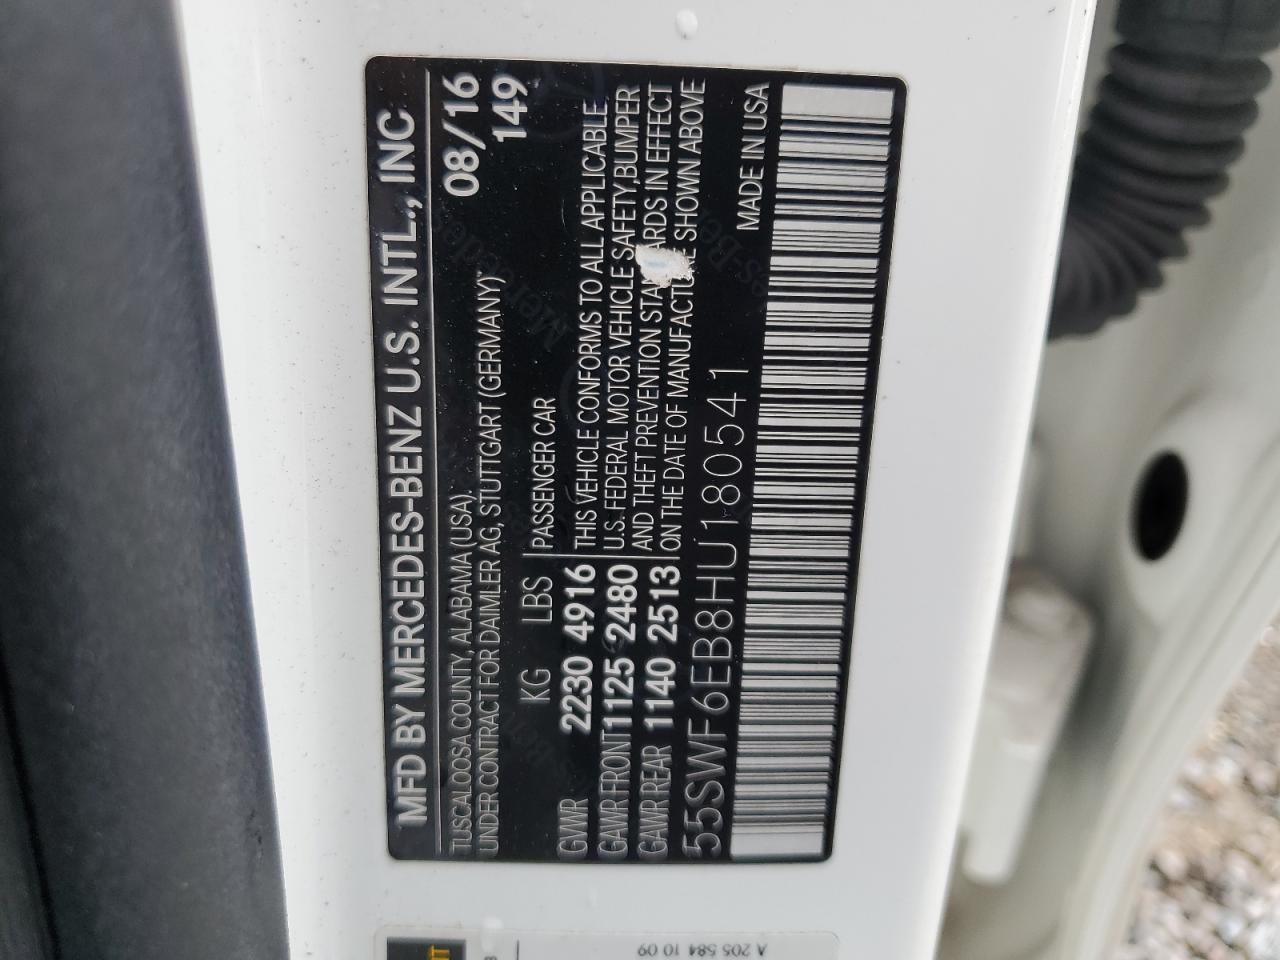 MFD BY MERCEDES-BENZ U.S. INTL., INC
TUSCALOOSA COUNTY, ALABAMA (USA)
UNDER CONTRACT FOR DAIMLER AG, STUTTGART (GERMANY)
08/16
149
KG LBS
GVWR 2230 4916
GAWR FRONT 1125 2480
GAWR REAR 1140 2513
PASSENGER CAR
THIS VEHICLE CONFORMS TO ALL APPLICABLE
U.S. FEDERAL MOTOR VEHICLE SAFETY, BUMPER
AND THEFT PREVENTION STA ARDS IN EFFECT
ON THE DATE OF MANUFACTURE SHOWN ABOVE
55SWF6EB8HU180541
MADE IN USA
A 205 584 10 09